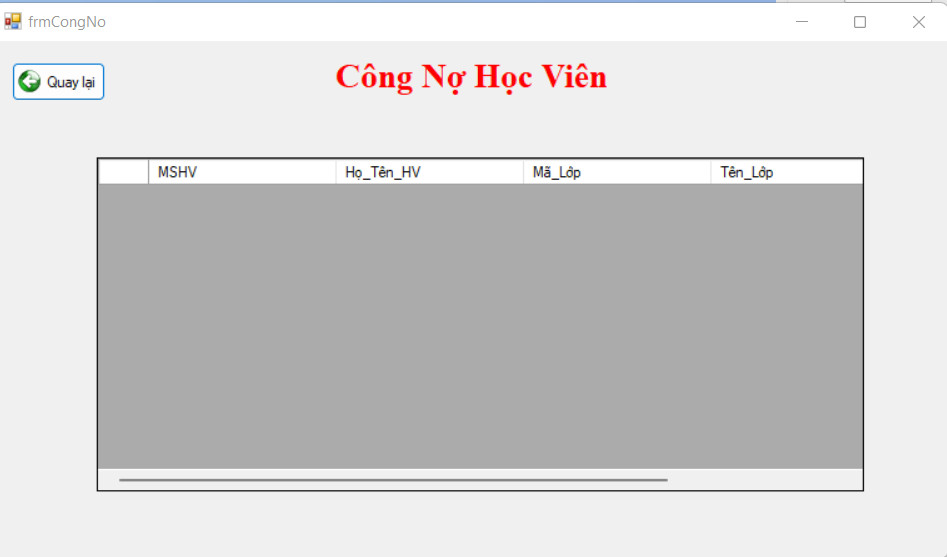 frmCongNo
Quay lại
Công Nợ Học Viên
MSHV Họ_Tên_HV Mã_Lớp Tên_Lớp